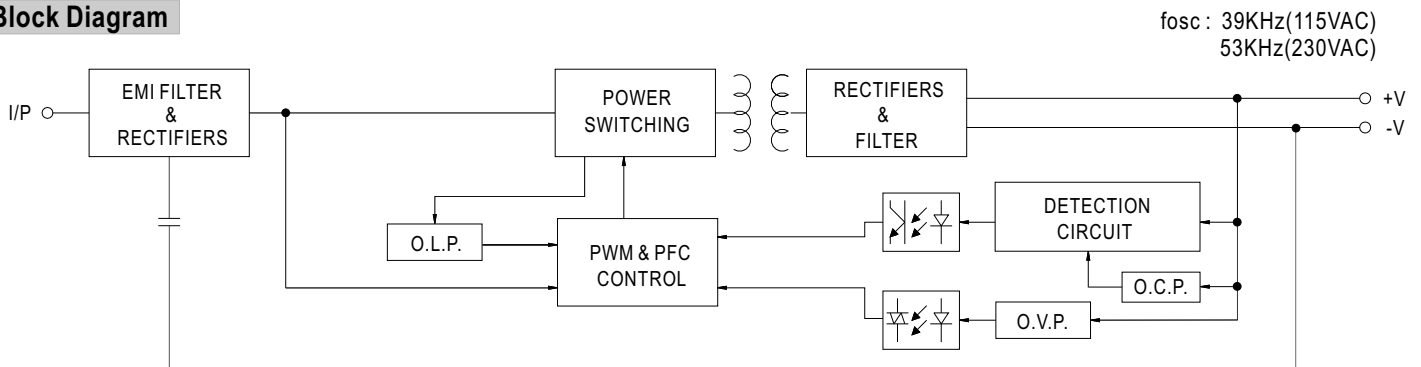 Block Diagram
fosc : 39KHz(115VAC)
53KHz(230VAC)
I/P
EMI FILTER
&
RECTIFIERS
POWER
SWITCHING
RECTIFIERS
&
FILTER
+V
-V
O.L.P.
PWM & PFC
CONTROL
DETECTION
CIRCUIT
O.C.P.
O.V.P.